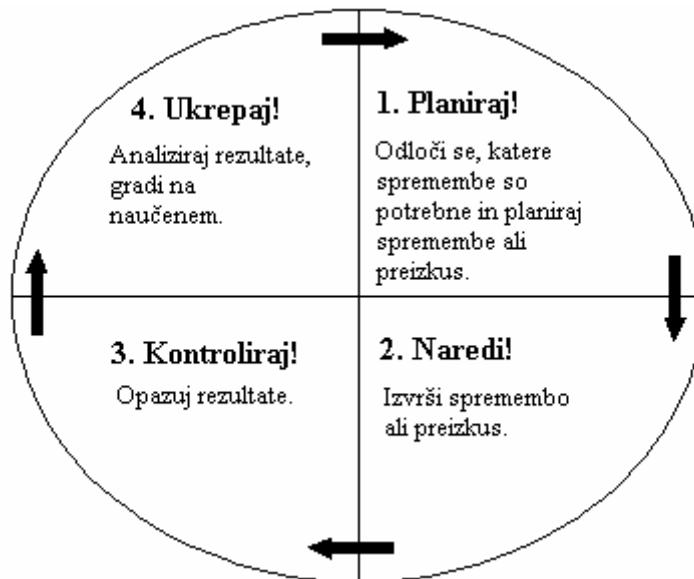 1. Planiraj!
Odloči se, katere
spremembe so
potrebne in planiraj
spremembe ali
preizkus.
2. Naredi!
Izvrši spremembo
ali preizkus.
3. Kontroliraj!
Opazuj rezultate.
4. Ukrepaj!
Analiziraj rezultate,
gradi na
naučenem.